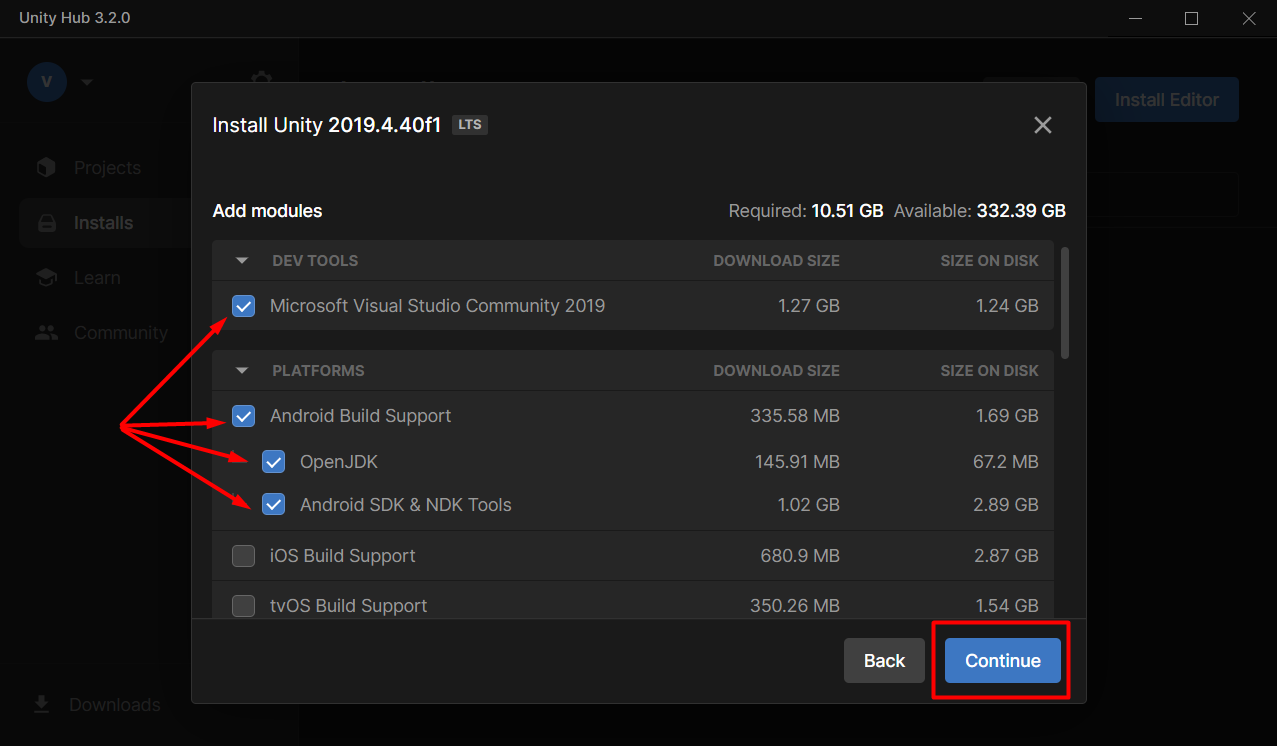 Unity Hub 3.2.0
V
Install Editor
Install Unity 2019.4.40f1 LTS
Projects
Installs
Learn
Community
Add modules
Required: 10.51 GB Available: 332.39 GB
DEV TOOLS DOWNLOAD SIZE SIZE ON DISK
Microsoft Visual Studio Community 2019 1.27 GB 1.24 GB
PLATFORMS DOWNLOAD SIZE SIZE ON DISK
Android Build Support 335.58 MB 1.69 GB
OpenJDK 145.91 MB 67.2 MB
Android SDK & NDK Tools 1.02 GB 2.89 GB
iOS Build Support 680.9 MB 2.87 GB
tvOS Build Support 350.26 MB 1.54 GB
Back Continue
Downloads